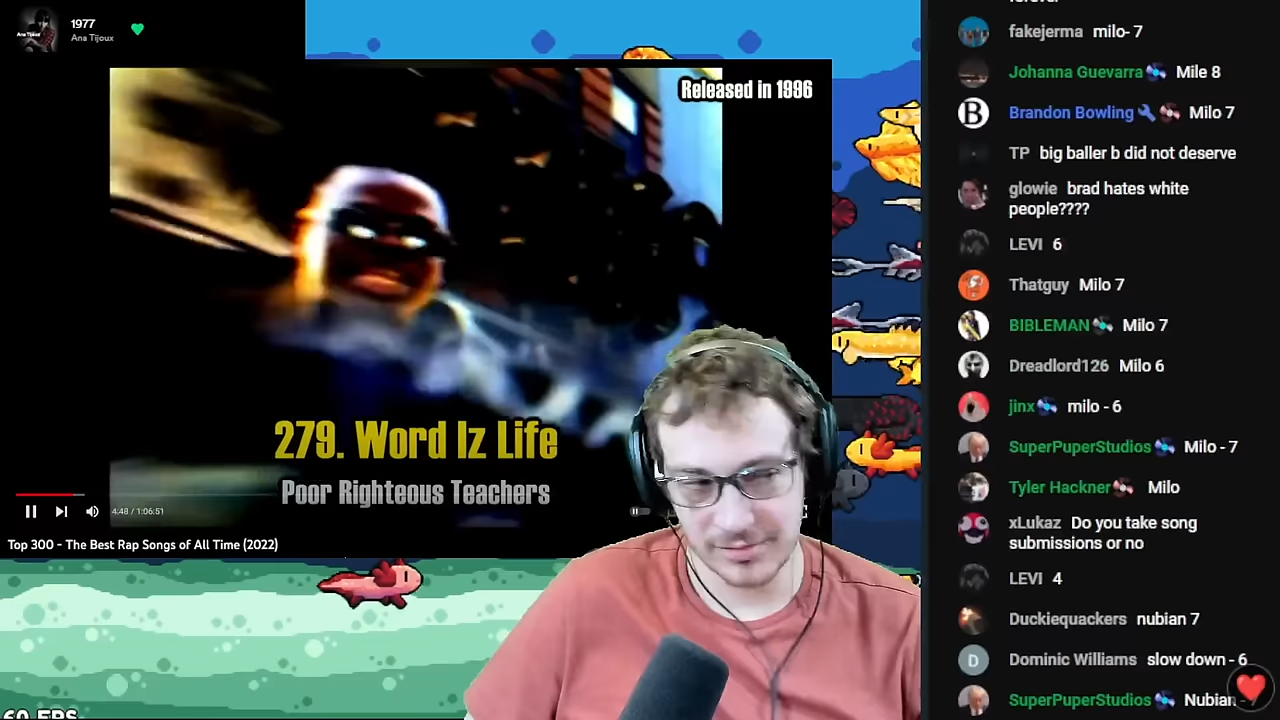 1977
Ana Tijoux
Released in 1996
279. Word Iz Life
Poor Righteous Teachers
4:48 / 1:06:51
Top 300 - The Best Rap Songs of All Time (2022)
60 FPS
fakejerma milo- 7
Johanna Guevarra Mile 8
Brandon Bowling Milo 7
TP big baller b did not deserve
glowie brad hates white
people????
LEVI 6
Thatguy Milo 7
BIBLEMAN Milo 7
Dreadlord126 Milo 6
jinx milo - 6
SuperPuperStudios Milo - 7
Tyler Hackner Milo
xLukaz Do you take song
submissions or no
LEVI 4
Duckiequackers nubian 7
D
Dominic Williams slow down - 6
SuperPuperStudios Nubian - 7